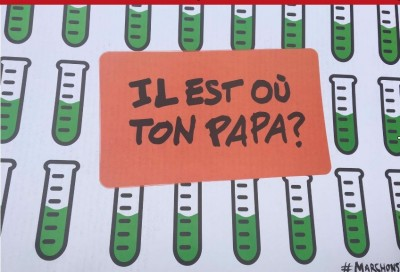 IL EST OÙ
TON PAPA?
#MARCHONS